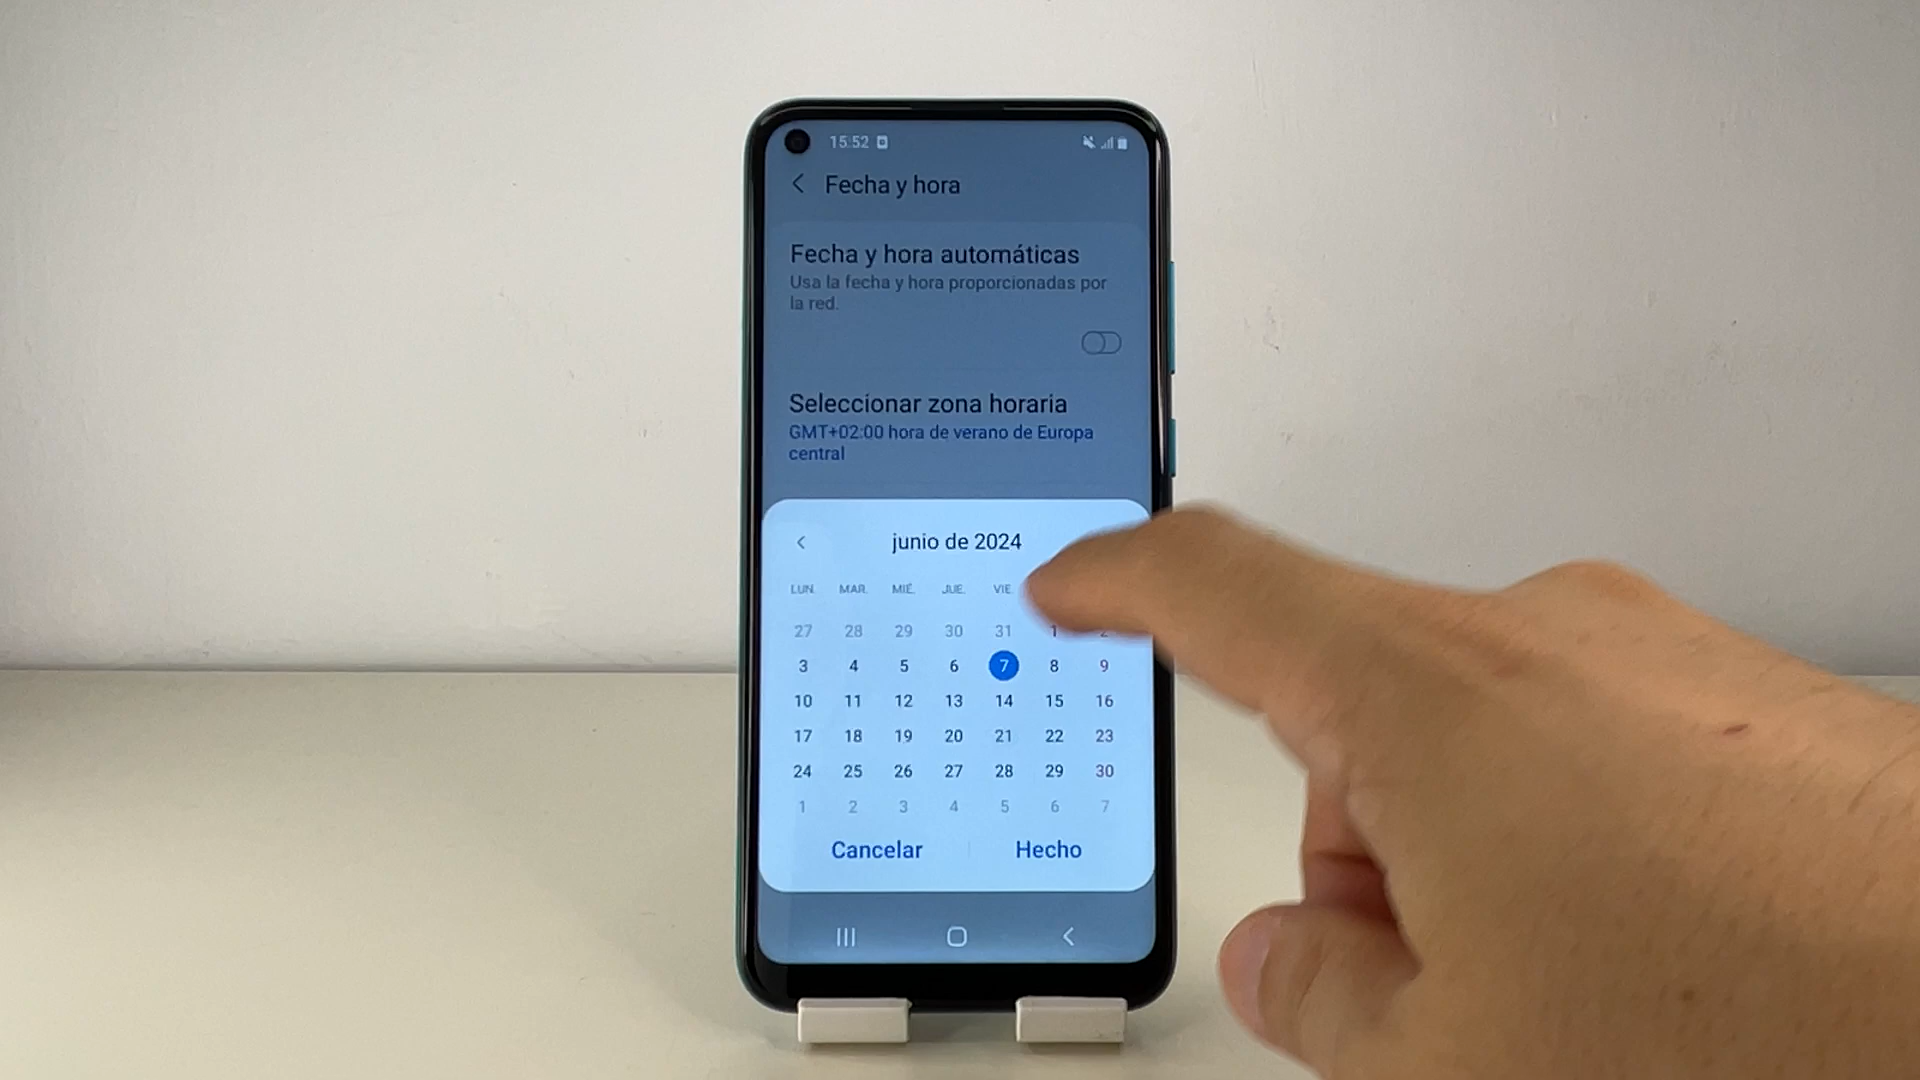 15:52
Fecha y hora
Fecha y hora automáticas
Usa la fecha y hora proporcionadas por
la red.
Seleccionar zona horaria
GMT+02:00 hora de verano de Europa
central
junio de 2024
LUN. MAR. MIÉ. JUE. VIE.
27 28 29 30 31 1 2
3 4 5 6 7 8 9
10 11 12 13 14 15 16
17 18 19 20 21 22 23
24 25 26 27 28 29 30
1 2 3 4 5 6 7
Cancelar Hecho